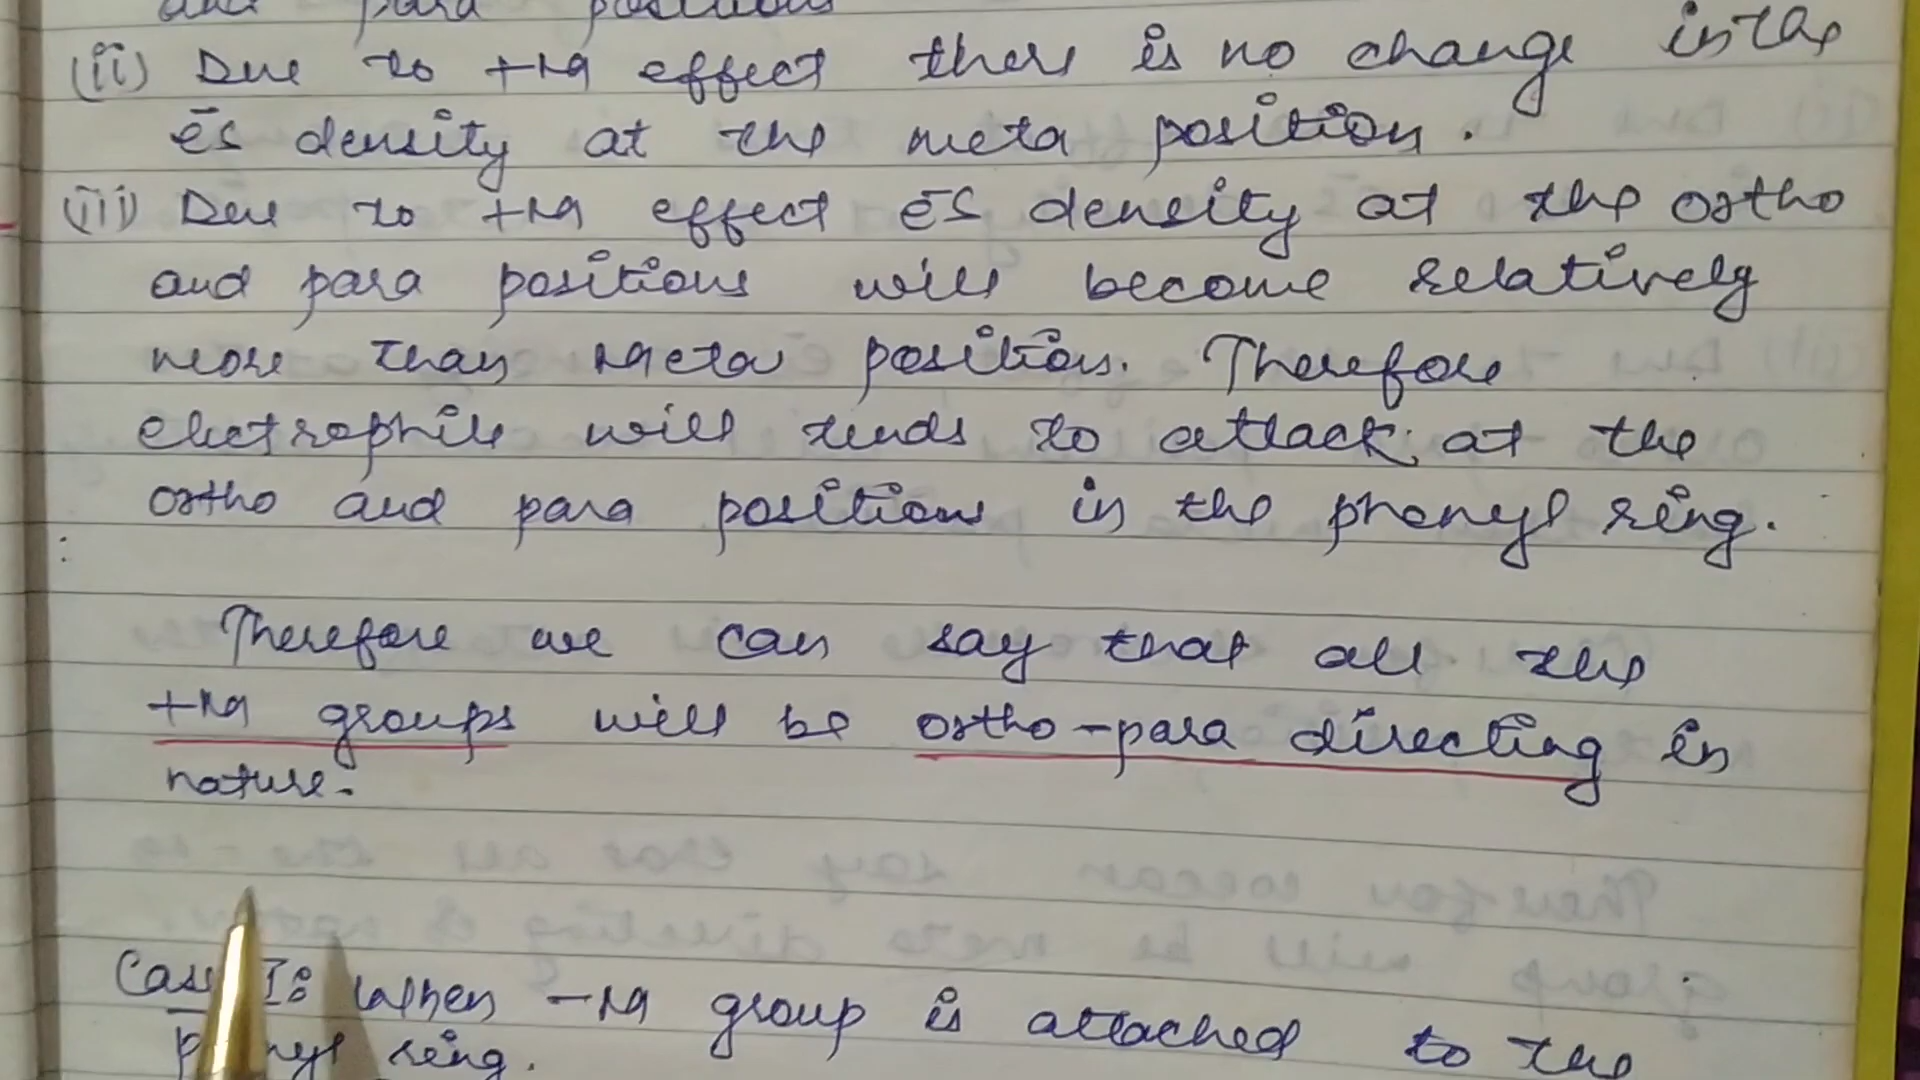 and para positions
(ii) Due to +M effect there is no change in the
ēs density at the meta position.
(iii) Due to +M effect ēs density at the ortho
and para positions will become relatively
more than Meta position. Therefore
electrophile will tends to attack at the
ortho and para positions in the phenyl ring.
Therefore we can say that all the
+M groups will be ortho-para directing in
nature.
When -M group is attached to the
ring.